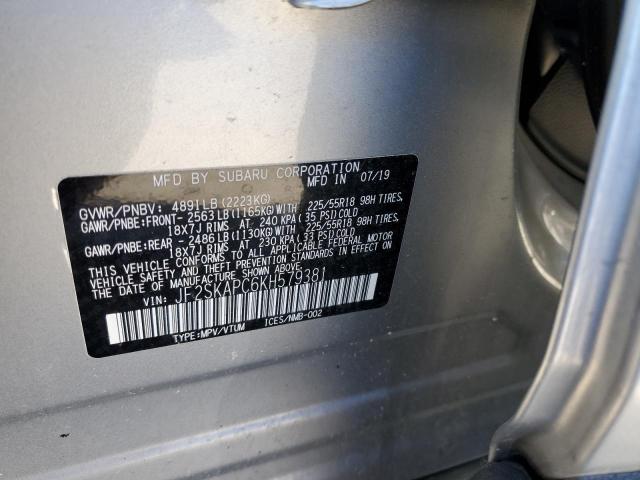 MFD BY SUBARU CORPORATION
MFD IN 07/19
GVWR/PNBV: 4891LB(2223KG)
GAWR/PNBE:FRONT- 2563LB(1165KG)WITH 225/55R18 98H TIRES,
18X7J RIMS AT 240 KPA(35 PSI)COLD
GAWR/PNBE:REAR - 2486LB(1130KG)WITH 225/55R18 98H TIRES,
18X7J RIMS AT 230 KPA(33 PSI)COLD
THIS VEHICLE CONFORMS TO ALL APPLICABLE FEDERAL MOTOR
VEHICLE SAFETY AND THEFT PREVENTION STANDARDS IN EFFECT ON THE
DATE OF MANUFACTURE SHOWN ABOVE.
VIN: JF2SKAPC6KH579381
TYPE:MPV/VTUM ICES/NMB-002